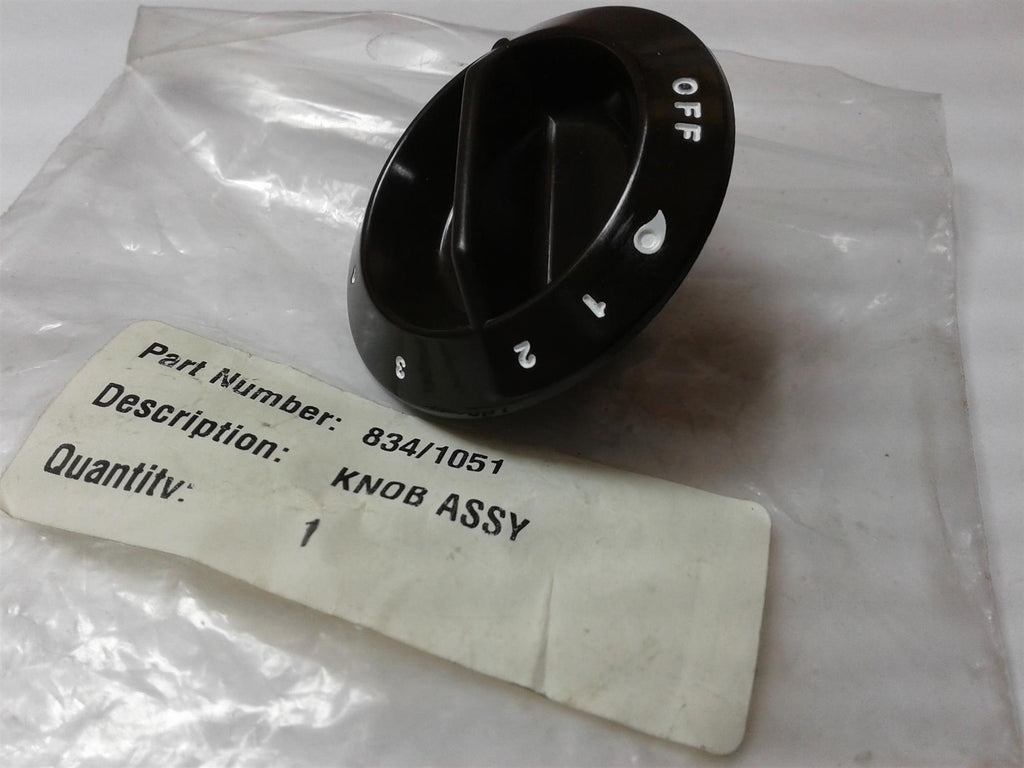 OFF
1
2
3
Part Number: 834/1051
Description: KNOB ASSY
Quantity: 1